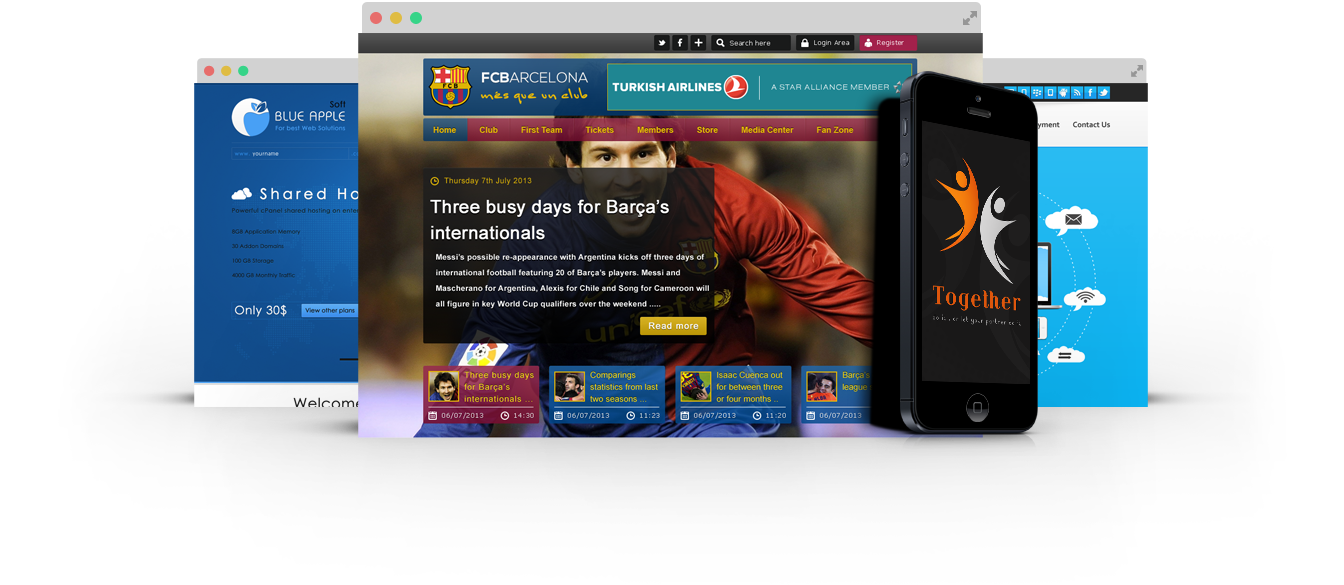 Search here
Login Area
Register
FCB
FCBARCELONA
més que un club
TURKISH AIRLINES
A STAR ALLIANCE MEMBER
Home
Club
First Team
Tickets
Members
Store
Media Center
Fan Zone
Thursday 7th July 2013
Three busy days for Barça's
internationals
Messi's possible re-appearance with Argentina kicks off three days of
international football featuring 20 of Barça's players. Messi and
Mascherano for Argentina, Alexis for Chile and Song for Cameroon will
all figure in key World Cup qualifiers over the weekend .....
Read more
unicef
Three busy days
for Barça's
internationals ...
06/07/2013
14:30
Comparings
statistics from last
two seasons ...
06/07/2013
11:23
Isaac Cuenca out
for between three
or four months ..
06/07/2013
11:20
Barça's
league
06/07/2013
Soft
BLUE APPLE
For best Web Solutions
www. yourname
Shared Ho
Powerful cPanel shared hosting an enter
8GB Application Memory
20 Addon Domains
100 GB Storage
4000 GB Monthly Traffic
Only 30$
View other plans
Welcome
yment
Contact Us
Together